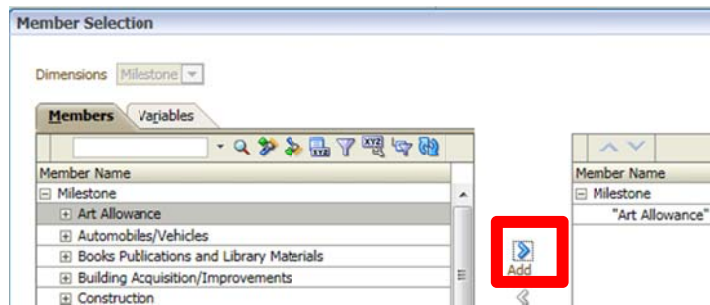 Member Selection
Dimensions Milestone
Members Variables
Member Name Member Name
Milestone Milestone
Art Allowance "Art Allowance"
Automobiles/Vehicles
Books Publications and Library Materials
Building Acquisition/Improvements
Add
Construction